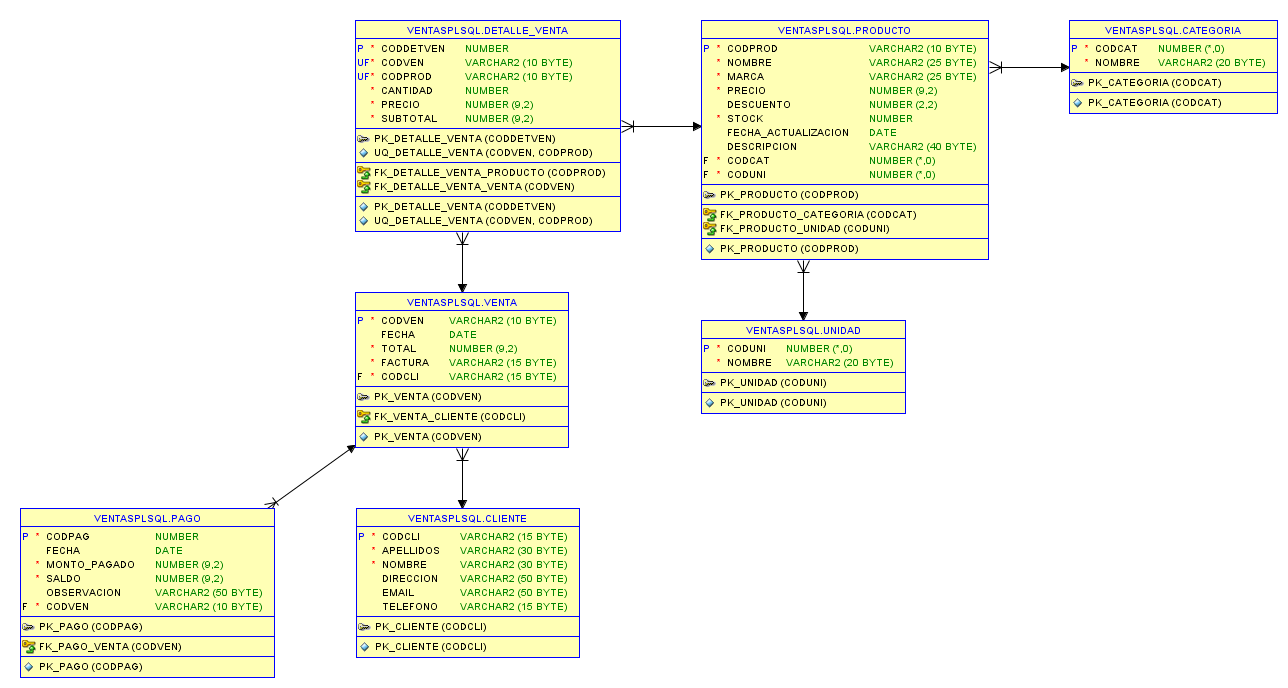 VENTASPLSQL.DETALLE_VENTA
P * CODDETVEN NUMBER
UF* CODVEN VARCHAR2 (10 BYTE)
UF* CODPROD VARCHAR2 (10 BYTE)
* CANTIDAD NUMBER
* PRECIO NUMBER (9,2)
* SUBTOTAL NUMBER (9,2)
PK_DETALLE_VENTA (CODDETVEN)
UQ_DETALLE_VENTA (CODVEN, CODPROD)
FK_DETALLE_VENTA_PRODUCTO (CODPROD)
FK_DETALLE_VENTA_VENTA (CODVEN)
PK_DETALLE_VENTA (CODDETVEN)
UQ_DETALLE_VENTA (CODVEN, CODPROD)
VENTASPLSQL.PRODUCTO
P * CODPROD VARCHAR2 (10 BYTE)
* NOMBRE VARCHAR2 (25 BYTE)
* MARCA VARCHAR2 (25 BYTE)
* PRECIO NUMBER (9,2)
DESCUENTO NUMBER (2,2)
* STOCK NUMBER
FECHA_ACTUALIZACION DATE
DESCRIPCION VARCHAR2 (40 BYTE)
F * CODCAT NUMBER (*,0)
F * CODUNI NUMBER (*,0)
PK_PRODUCTO (CODPROD)
FK_PRODUCTO_CATEGORIA (CODCAT)
FK_PRODUCTO_UNIDAD (CODUNI)
PK_PRODUCTO (CODPROD)
VENTASPLSQL.CATEGORIA
P * CODCAT NUMBER (*,0)
* NOMBRE VARCHAR2 (20 BYTE)
PK_CATEGORIA (CODCAT)
PK_CATEGORIA (CODCAT)
VENTASPLSQL.VENTA
P * CODVEN VARCHAR2 (10 BYTE)
FECHA DATE
* TOTAL NUMBER (9,2)
* FACTURA VARCHAR2 (15 BYTE)
F * CODCLI VARCHAR2 (15 BYTE)
PK_VENTA (CODVEN)
FK_VENTA_CLIENTE (CODCLI)
PK_VENTA (CODVEN)
VENTASPLSQL.UNIDAD
P * CODUNI NUMBER (*,0)
* NOMBRE VARCHAR2 (20 BYTE)
PK_UNIDAD (CODUNI)
PK_UNIDAD (CODUNI)
VENTASPLSQL.PAGO
P * CODPAG NUMBER
FECHA DATE
* MONTO_PAGADO NUMBER (9,2)
* SALDO NUMBER (9,2)
OBSERVACION VARCHAR2 (50 BYTE)
F * CODVEN VARCHAR2 (10 BYTE)
PK_PAGO (CODPAG)
FK_PAGO_VENTA (CODVEN)
PK_PAGO (CODPAG)
VENTASPLSQL.CLIENTE
P * CODCLI VARCHAR2 (15 BYTE)
* APELLIDOS VARCHAR2 (30 BYTE)
* NOMBRE VARCHAR2 (30 BYTE)
DIRECCION VARCHAR2 (50 BYTE)
EMAIL VARCHAR2 (50 BYTE)
TELEFONO VARCHAR2 (15 BYTE)
PK_CLIENTE (CODCLI)
PK_CLIENTE (CODCLI)